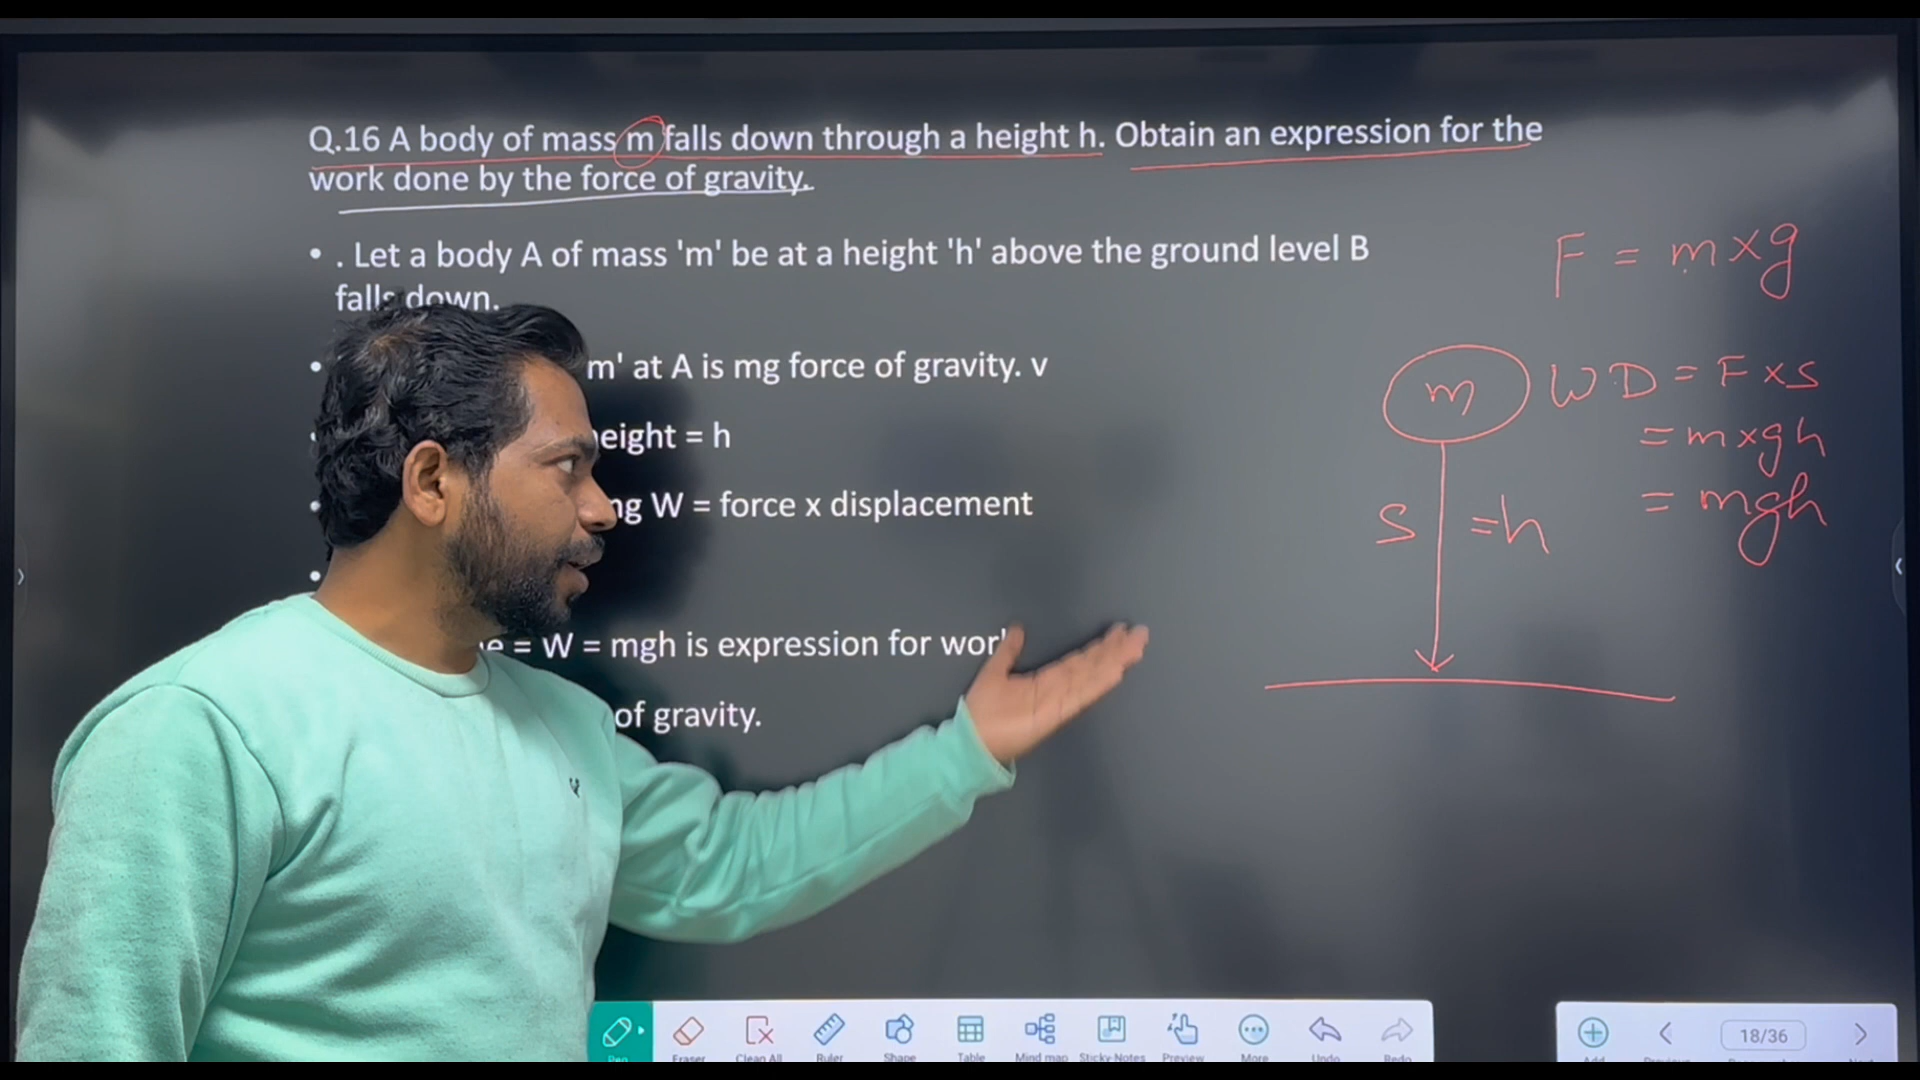 Q.16 A body of mass m falls down through a height h. Obtain an expression for the
work done by the force of gravity.
• . Let a body A of mass 'm' be at a height 'h' above the ground level B
falls down.
• m' at A is mg force of gravity. v
eight = h
• ng W = force x displacement
•
e = W = mgh is expression for wor
of gravity.
F = m×g
m
WD = F×s
= m×gh
= mgh
S = h
Pen
Eraser
Clean All
Ruler
Shape
Table
Mind map
Sticky Notes
Preview
More
Undo
Redo
Add
18/36